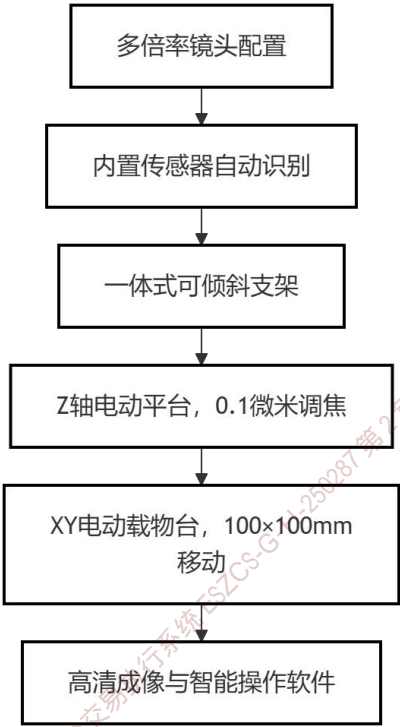 多倍率镜头配置
内置传感器自动识别
一体式可倾斜支架
Z轴电动平台，0.1微米调焦
XY电动载物台，100×100mm
移动
高清成像与智能操作软件